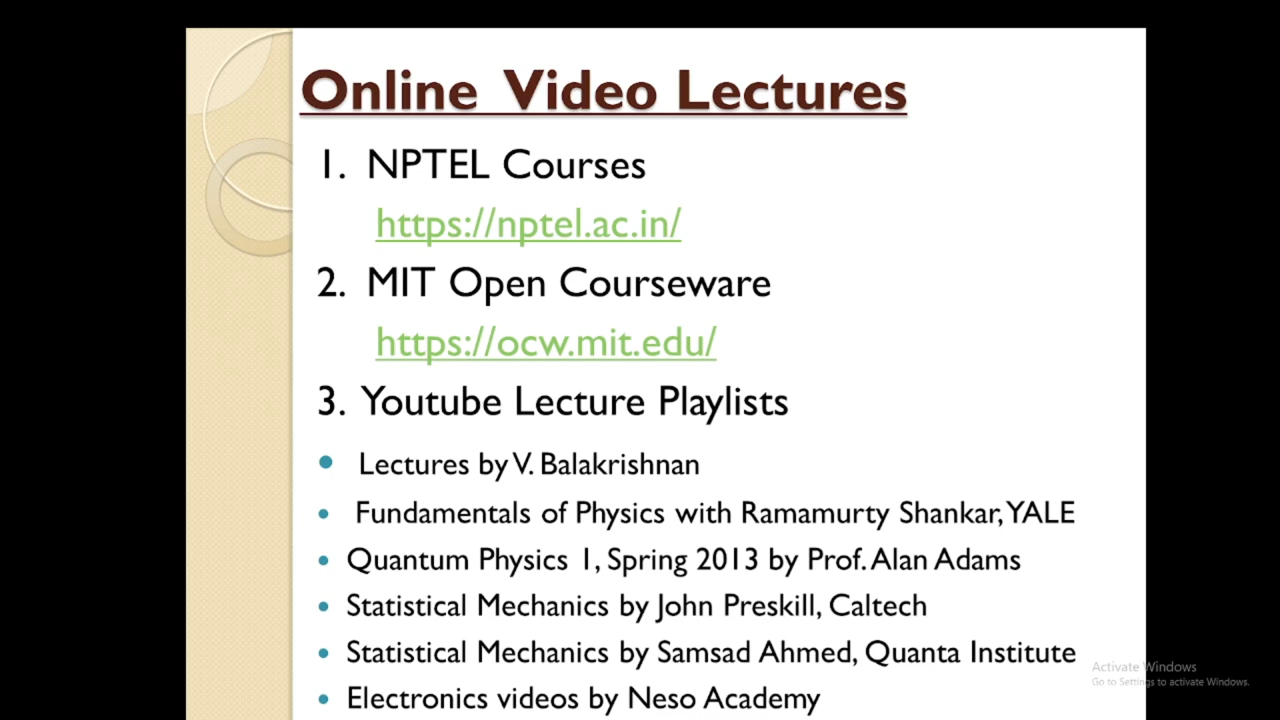 Online Video Lectures
1. NPTEL Courses
https://nptel.ac.in/
2. MIT Open Courseware
https://ocw.mit.edu/
3. Youtube Lecture Playlists
• Lectures by V. Balakrishnan
• Fundamentals of Physics with Ramamurty Shankar, YALE
• Quantum Physics 1, Spring 2013 by Prof. Alan Adams
• Statistical Mechanics by John Preskill, Caltech
• Statistical Mechanics by Samsad Ahmed, Quanta Institute
• Electronics videos by Neso Academy
Activate Windows
Go to Settings to activate Windows.